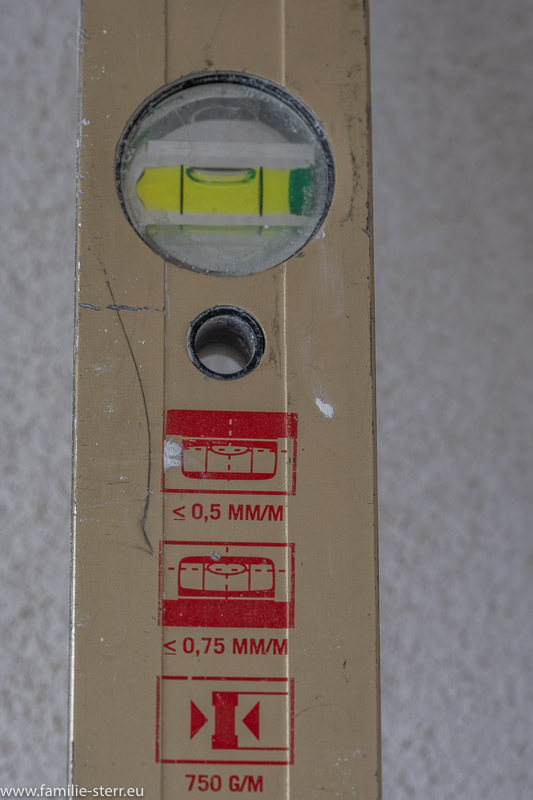 ≤ 0,5 MM/M
≤ 0,75 MM/M
750 G/M
www.familie-sterr.eu